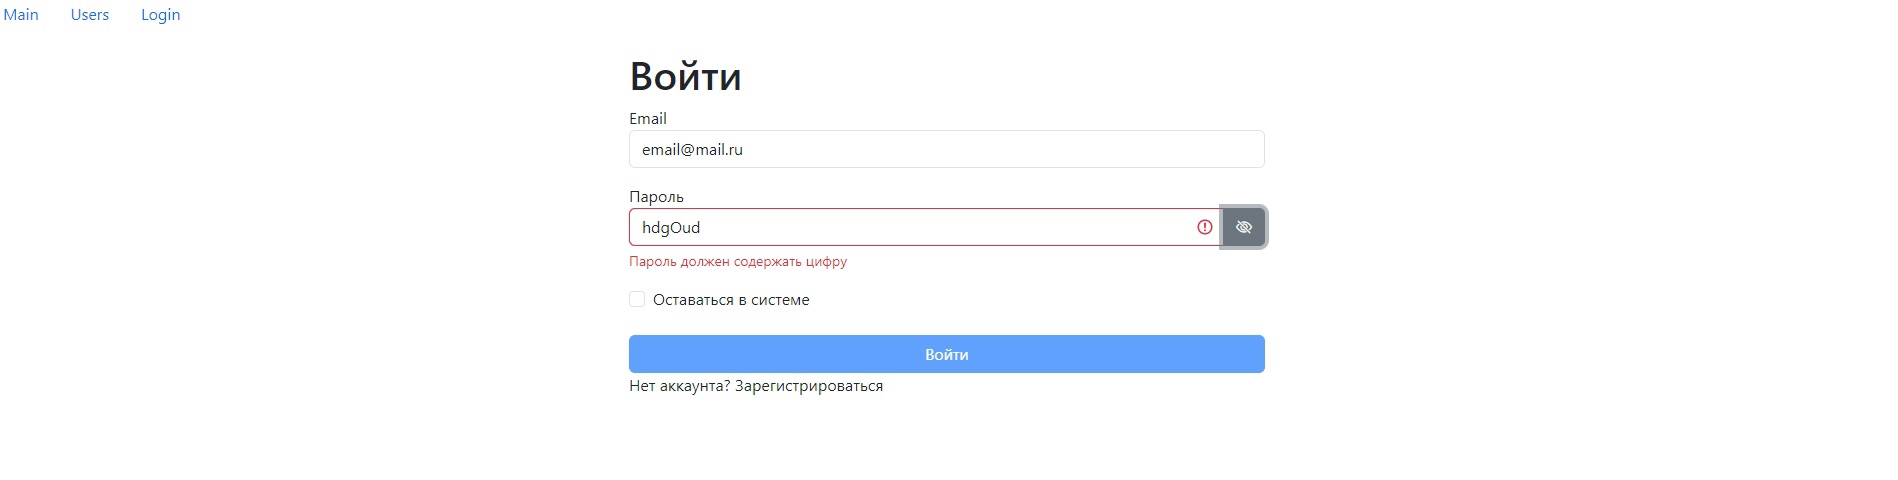 Main Users Login
Войти
Email
email@mail.ru
Пароль
hdgOud
Пароль должен содержать цифру
Оставаться в системе
Войти
Нет аккаунта? Зарегистрироваться